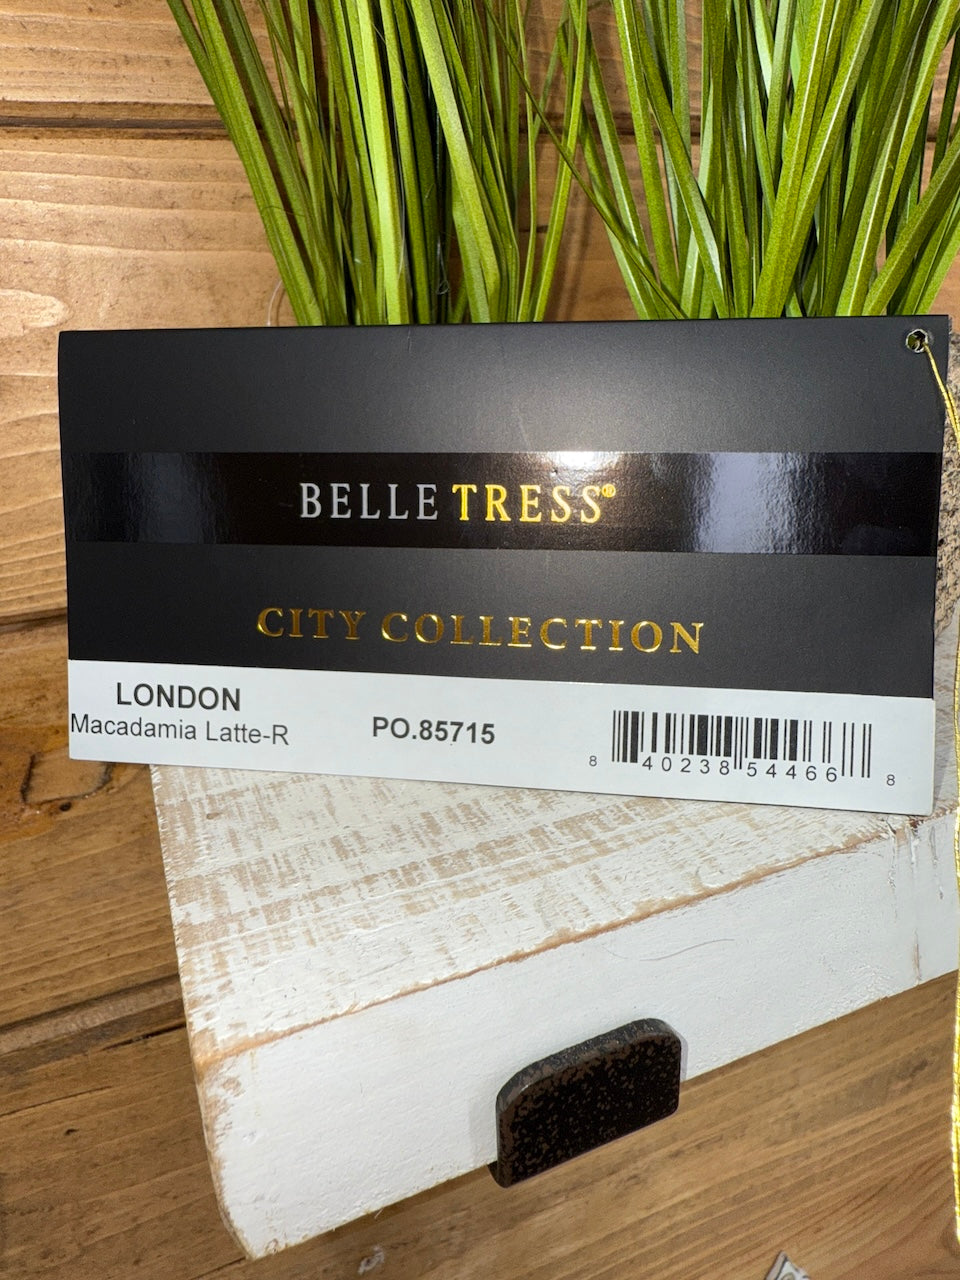 BELLE TRESS®
CITY COLLECTION
LONDON
Macadamia Latte-R
PO.85715
8 40238 54466 8